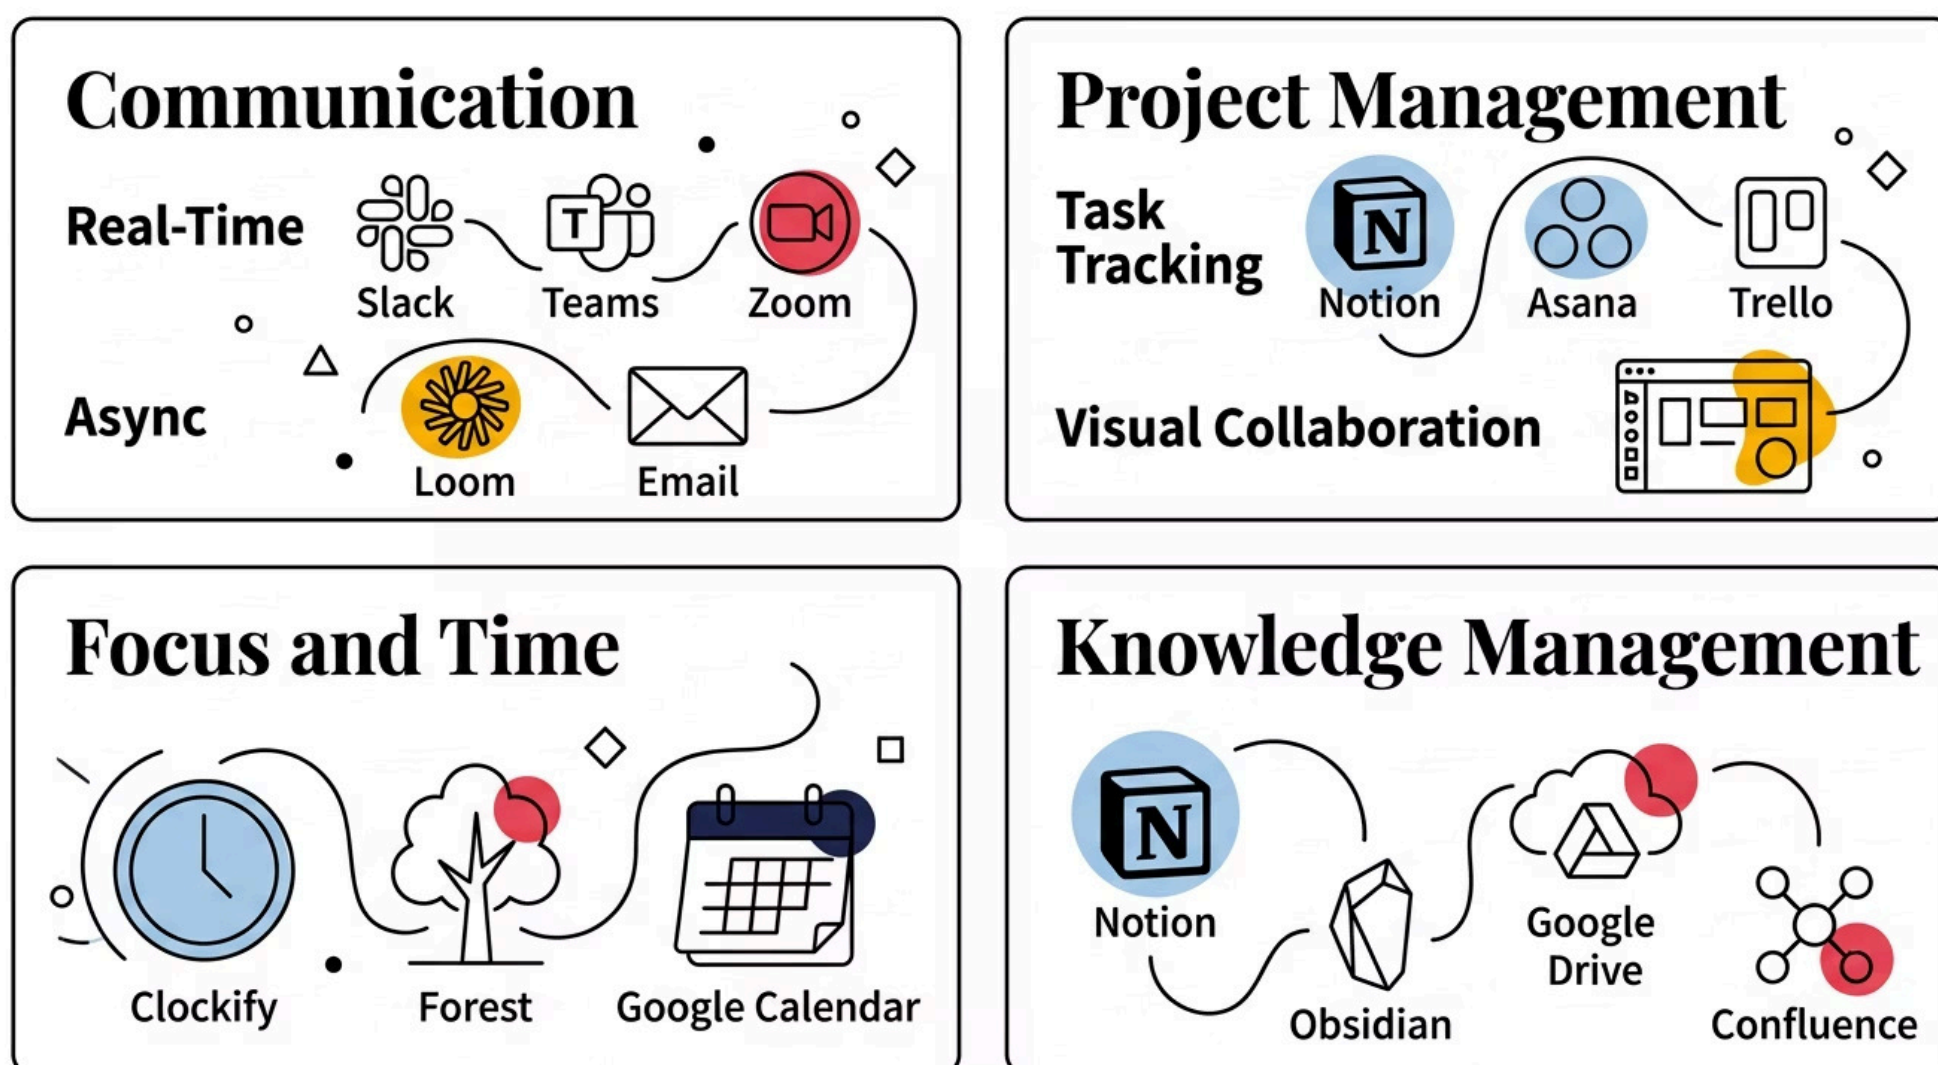 Communication
Real-Time
Slack
T
Teams
Zoom
Async
Loom
Email
Project Management
Task
Tracking
N
Notion
Asana
Trello
Visual Collaboration
Focus and Time
Clockify
Forest
Google Calendar
Knowledge Management
N
Notion
Obsidian
Google
Drive
Confluence